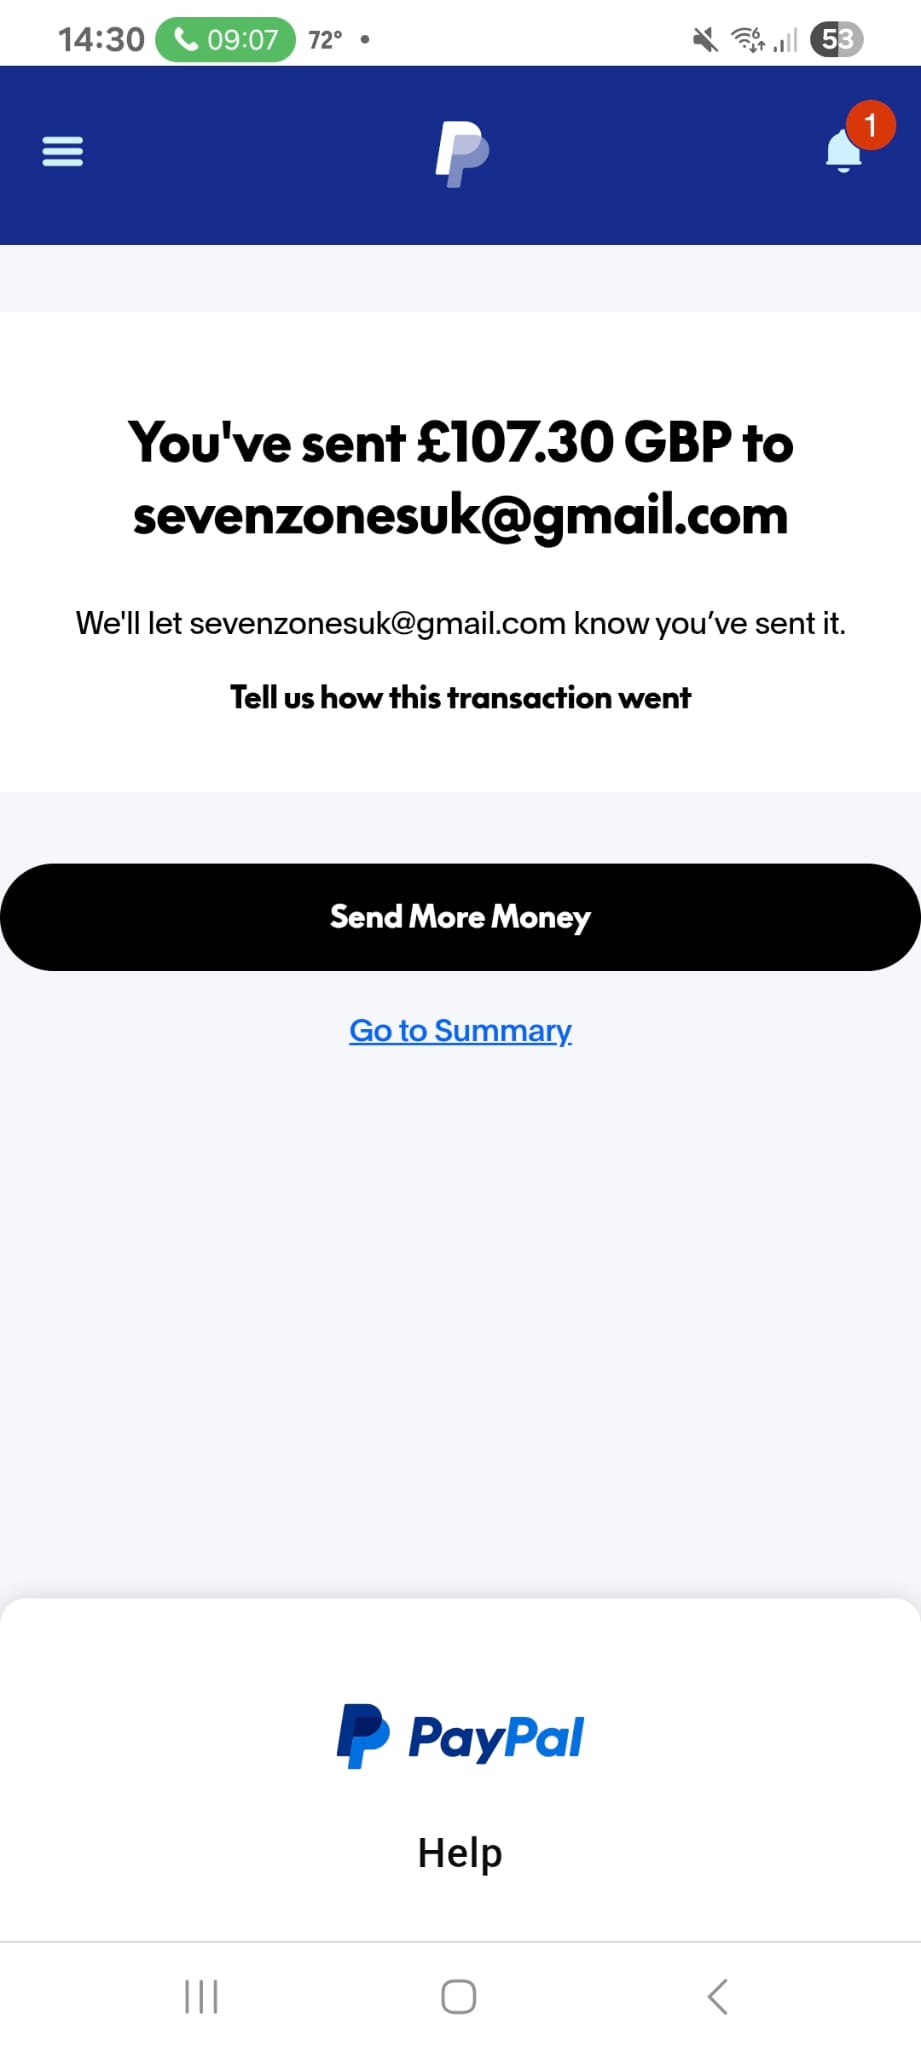 14:30 09:07 72° • 53
1
You've sent £107.30 GBP to
sevenzonesuk@gmail.com
We'll let sevenzonesuk@gmail.com know you’ve sent it.
Tell us how this transaction went
Send More Money
Go to Summary
PayPal
Help